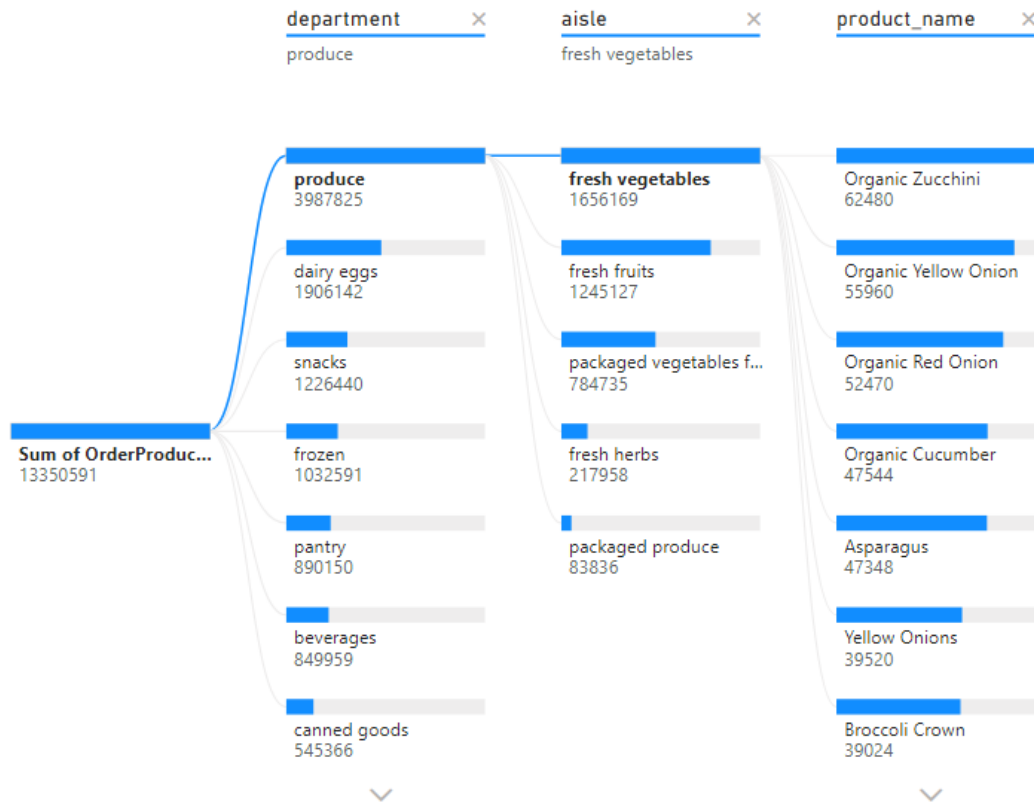 department ×
produce
aisle ×
fresh vegetables
product_name ×
Sum of OrderProduc...
13350591
produce
3987825
dairy eggs
1906142
snacks
1226440
frozen
1032591
pantry
890150
beverages
849959
canned goods
545366
fresh vegetables
1656169
fresh fruits
1245127
packaged vegetables f...
784735
fresh herbs
217958
packaged produce
83836
Organic Zucchini
62480
Organic Yellow Onion
55960
Organic Red Onion
52470
Organic Cucumber
47544
Asparagus
47348
Yellow Onions
39520
Broccoli Crown
39024